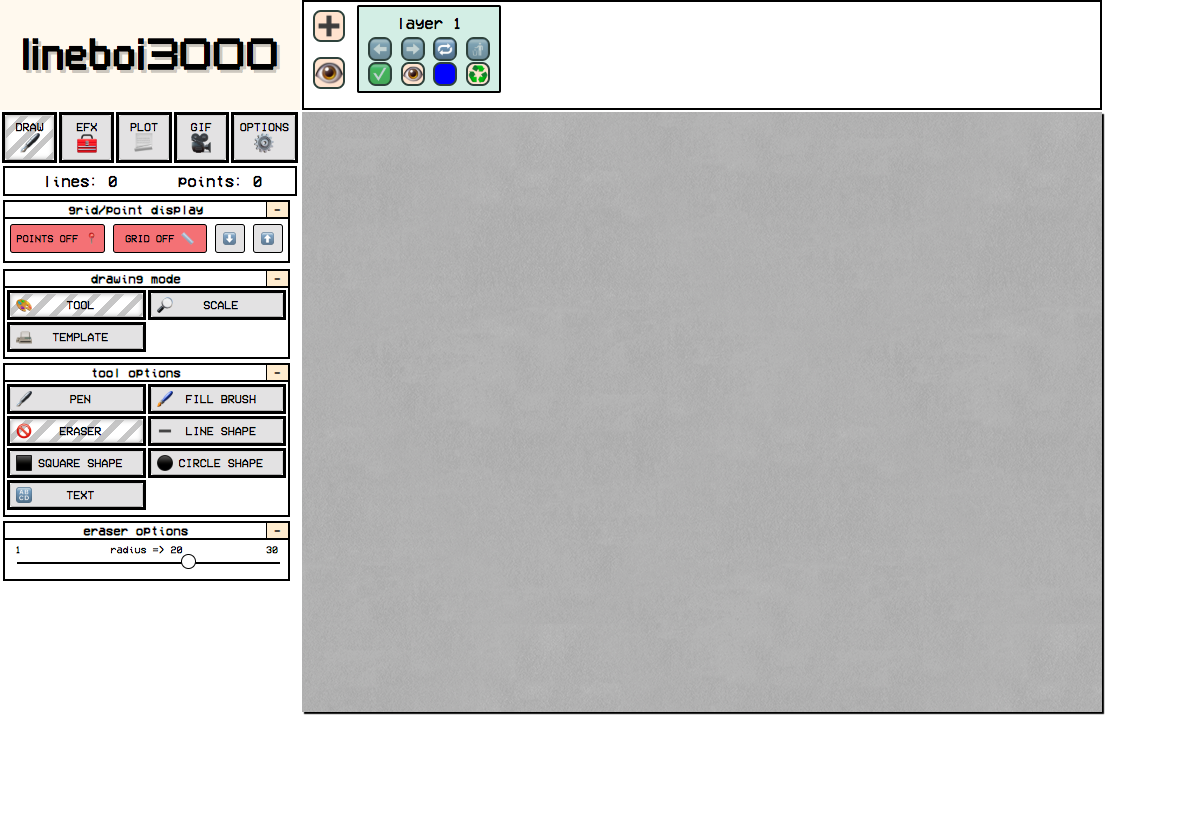 lineboi3000
layer 1
DRAW EFX PLOT GIF OPTIONS
lines: 0 points: 0
grid/point display -
POINTS OFF GRID OFF
drawing mode -
TOOL SCALE
TEMPLATE
tool options -
PEN FILL BRUSH
ERASER LINE SHAPE
SQUARE SHAPE CIRCLE SHAPE
TEXT
eraser options -
1 radius => 20 30